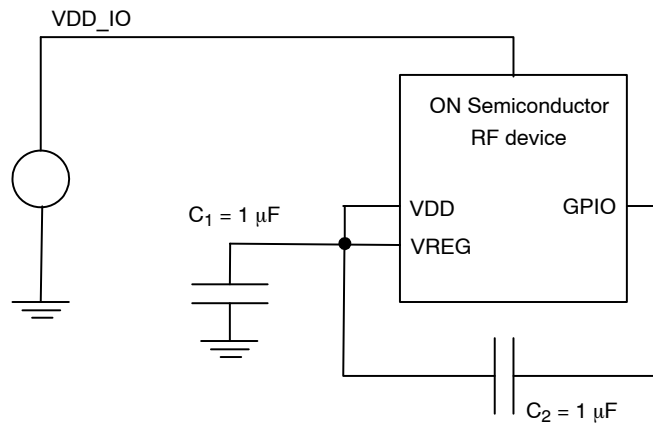 VDD_IO
ON Semiconductor
RF device
C1 = 1 μF
VDD
GPIO
VREG
C2 = 1 μF